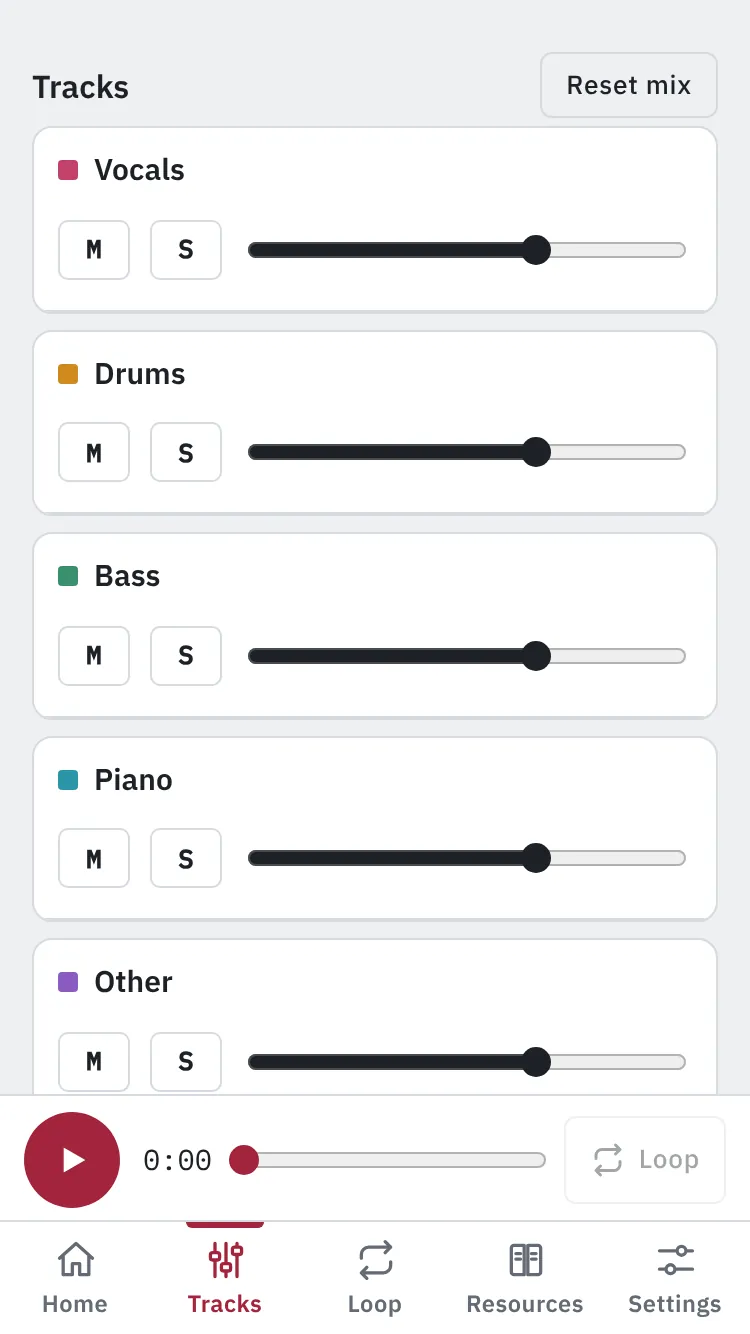 Tracks
Reset mix
Vocals
M S
Drums
M S
Bass
M S
Piano
M S
Other
M S
0:00
Loop
Home Tracks Loop Resources Settings